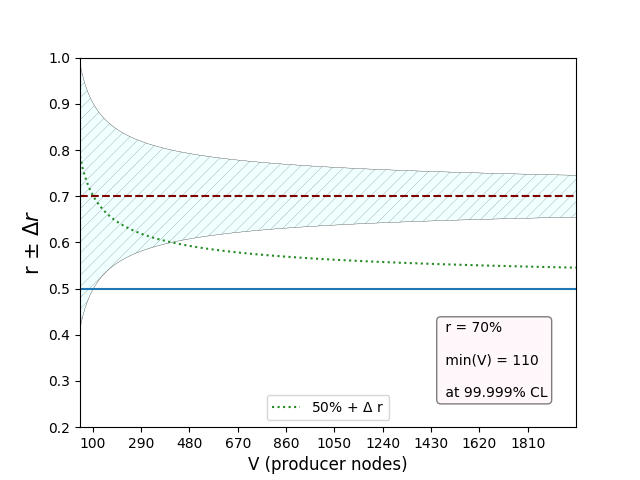 1.0
0.9
0.8
0.7
0.6
0.5
0.4
0.3
0.2
r ± Δr
r = 70%
min(V) = 110
at 99.999% CL
50% + Δ r
100 290 480 670 860 1050 1240 1430 1620 1810
V (producer nodes)